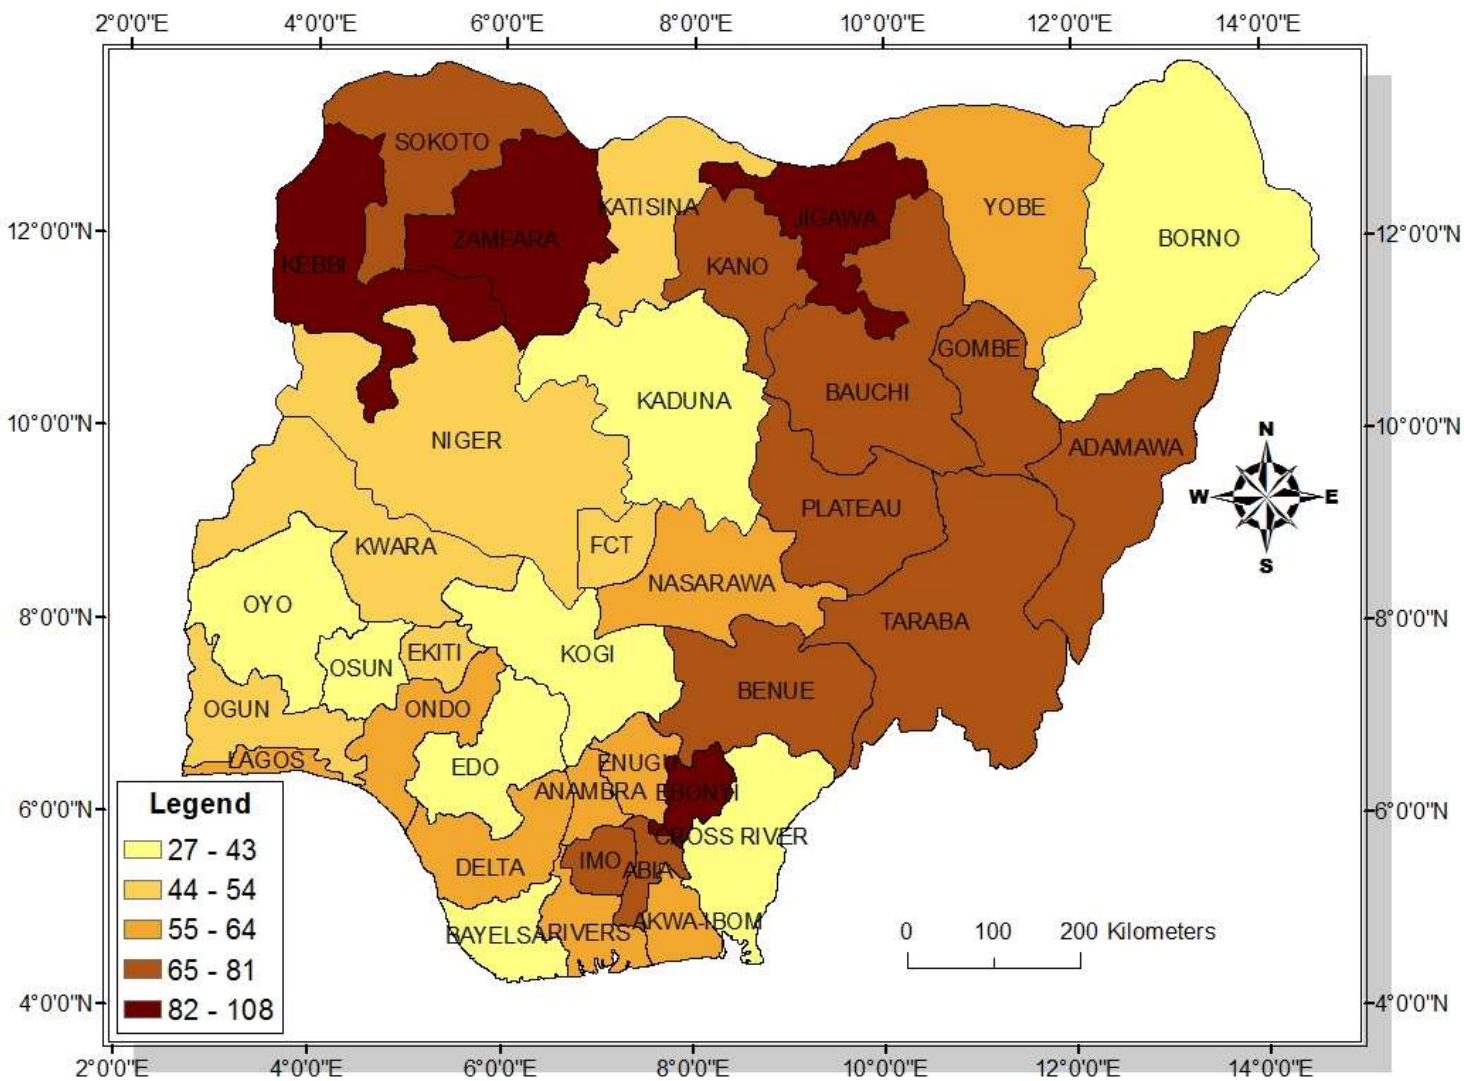 2°0'0"E 4°0'0"E 6°0'0"E 8°0'0"E 10°0'0"E 12°0'0"E 14°0'0"E
SOKOTO
KATISINA
YOBE
JIGAWA
12°0'0"N
ZAMFARA
BORNO
12°0'0"N
KEBBI
KANO
GOMBE
BAUCHI
KADUNA
10°0'0"N
10°0'0"N
N
NIGER
ADAMAWA
W E
PLATEAU
KWARA
FCT
S
NASARAWA
OYO
8°0'0"N
TARABA
8°0'0"N
OSUN
EKITI
KOGI
BENUE
OGUN
ONDO
LAGOS
EDO
ENUGU
ANAMBRA
EBONYI
6°0'0"N
6°0'0"N
Legend
27 - 43
44 - 54
55 - 64
65 - 81
82 - 108
CROSS RIVER
DELTA
IMO
ABIA
BAYELSA
RIVERS
AKWA-IBOM
0 100 200 Kilometers
4°0'0"N
4°0'0"N
2°0'0"E 4°0'0"E 6°0'0"E 8°0'0"E 10°0'0"E 12°0'0"E 14°0'0"E